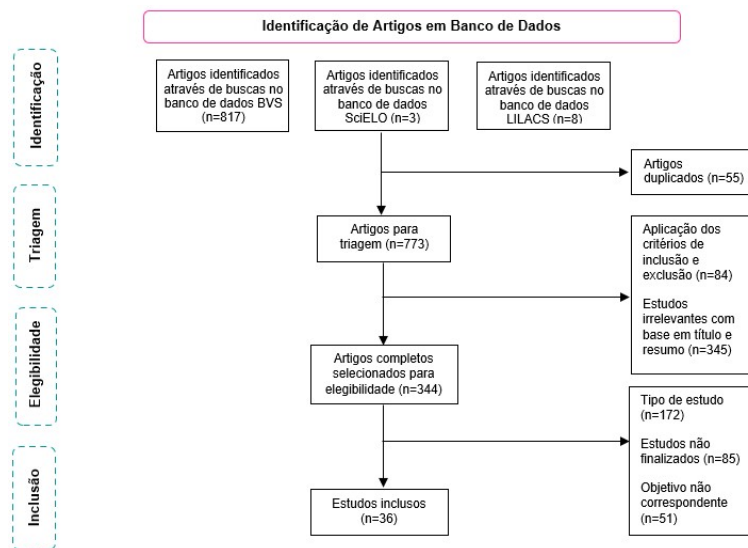 Identificação de Artigos em Banco de Dados
Identificação
Artigos identificados
através de buscas no
banco de dados BVS
(n=817)
Artigos identificados
através de buscas no
banco de dados
SciELO (n=3)
Artigos identificados
através de buscas no
banco de dados
LILACS (n=8)
Artigos
duplicados (n=55)
Triagem
Artigos para
triagem (n=773)
Aplicação dos
critérios de
inclusão e
exclusão (n=84)
Estudos
irrelevantes com
base em título e
resumo (n=345)
Elegibilidade
Artigos completos
selecionados para
elegibilidade (n=344)
Tipo de estudo
(n=172)
Estudos não
finalizados (n=85)
Objetivo não
correspondente
(n=51)
Inclusão
Estudos inclusos
(n=36)